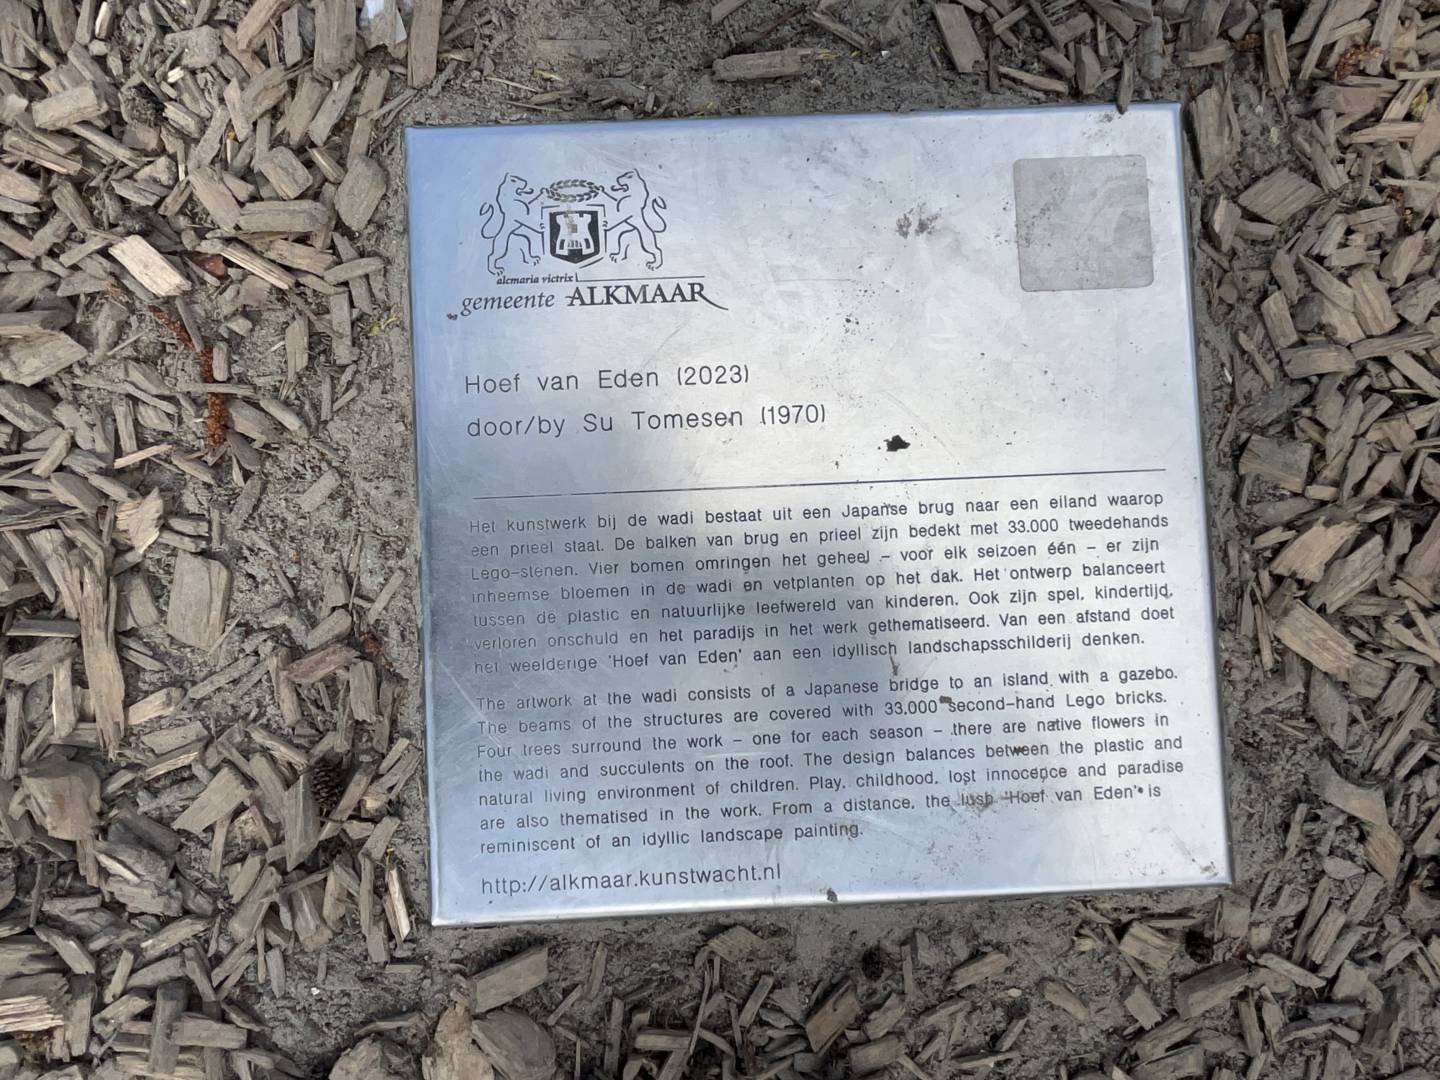 alcmaria victrix
gemeente ALKMAAR
Hoef van Eden (2023)
door/by Su Tomesen (1970)
Het kunstwerk bij de wadi bestaat uit een Japanse brug naar een eiland waarop
een prieel staat. De balken van brug en prieel zijn bedekt met 33.000 tweedehands
Lego-stenen. Vier bomen omringen het geheel – voor elk seizoen één – er zijn
inheemse bloemen in de wadi en vetplanten op het dak. Het ontwerp balanceert
tussen de plastic en natuurlijke leefwereld van kinderen. Ook zijn spel, kindertijd,
verloren onschuld en het paradijs in het werk gethematiseerd. Van een afstand doet
het weelderige 'Hoef van Eden' aan een idyllisch landschapsschilderij denken.
The artwork at the wadi consists of a Japanese bridge to an island with a gazebo.
The beams of the structures are covered with 33.000 second-hand Lego bricks.
Four trees surround the work – one for each season – there are native flowers in
the wadi and succulents on the roof. The design balances between the plastic and
natural living environment of children. Play, childhood, lost innocence and paradise
are also thematised in the work. From a distance, the lush 'Hoef van Eden' is
reminiscent of an idyllic landscape painting.
http://alkmaar.kunstwacht.nl